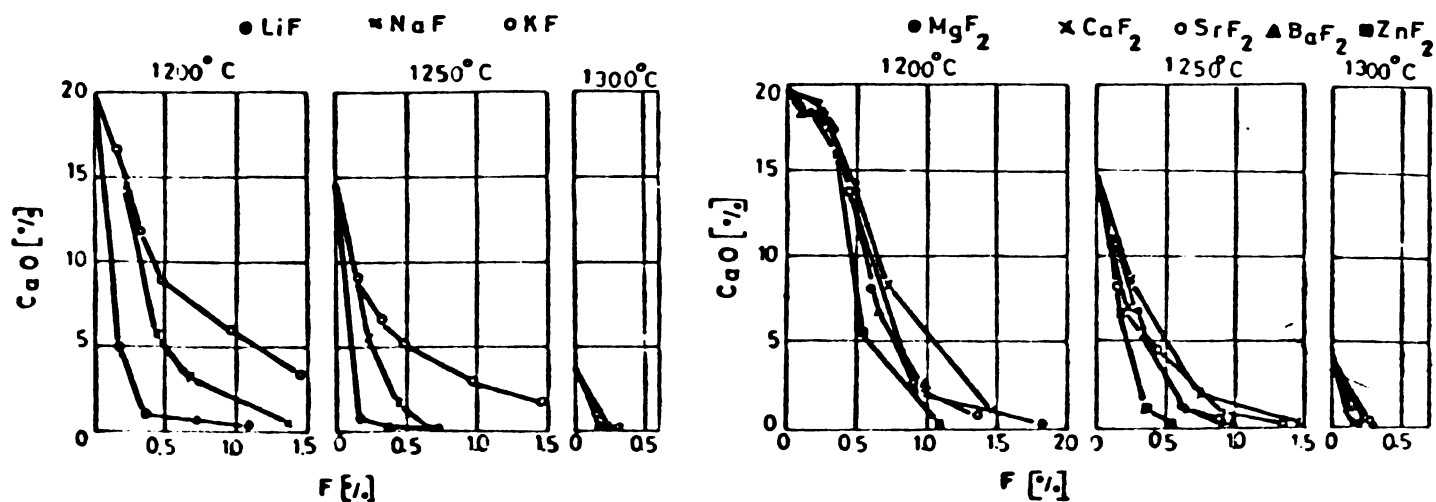 ● LiF × NaF ○ KF
1200°C 1250°C 1300°C
20
15
10
5
0
CaO [%]
0.5 1.0 1.5
0 0.5 1.0 1.5
0 0.5
F [%]
● MgF2 × CaF2 ○ SrF2 ▲ BaF2 ■ ZnF2
1200°C 1250°C 1300°C
20
15
10
5
0
CaO [%]
0 0.5 1.0 1.5 20
0 0.5 1.0 1.5
0 0.5
F [%]